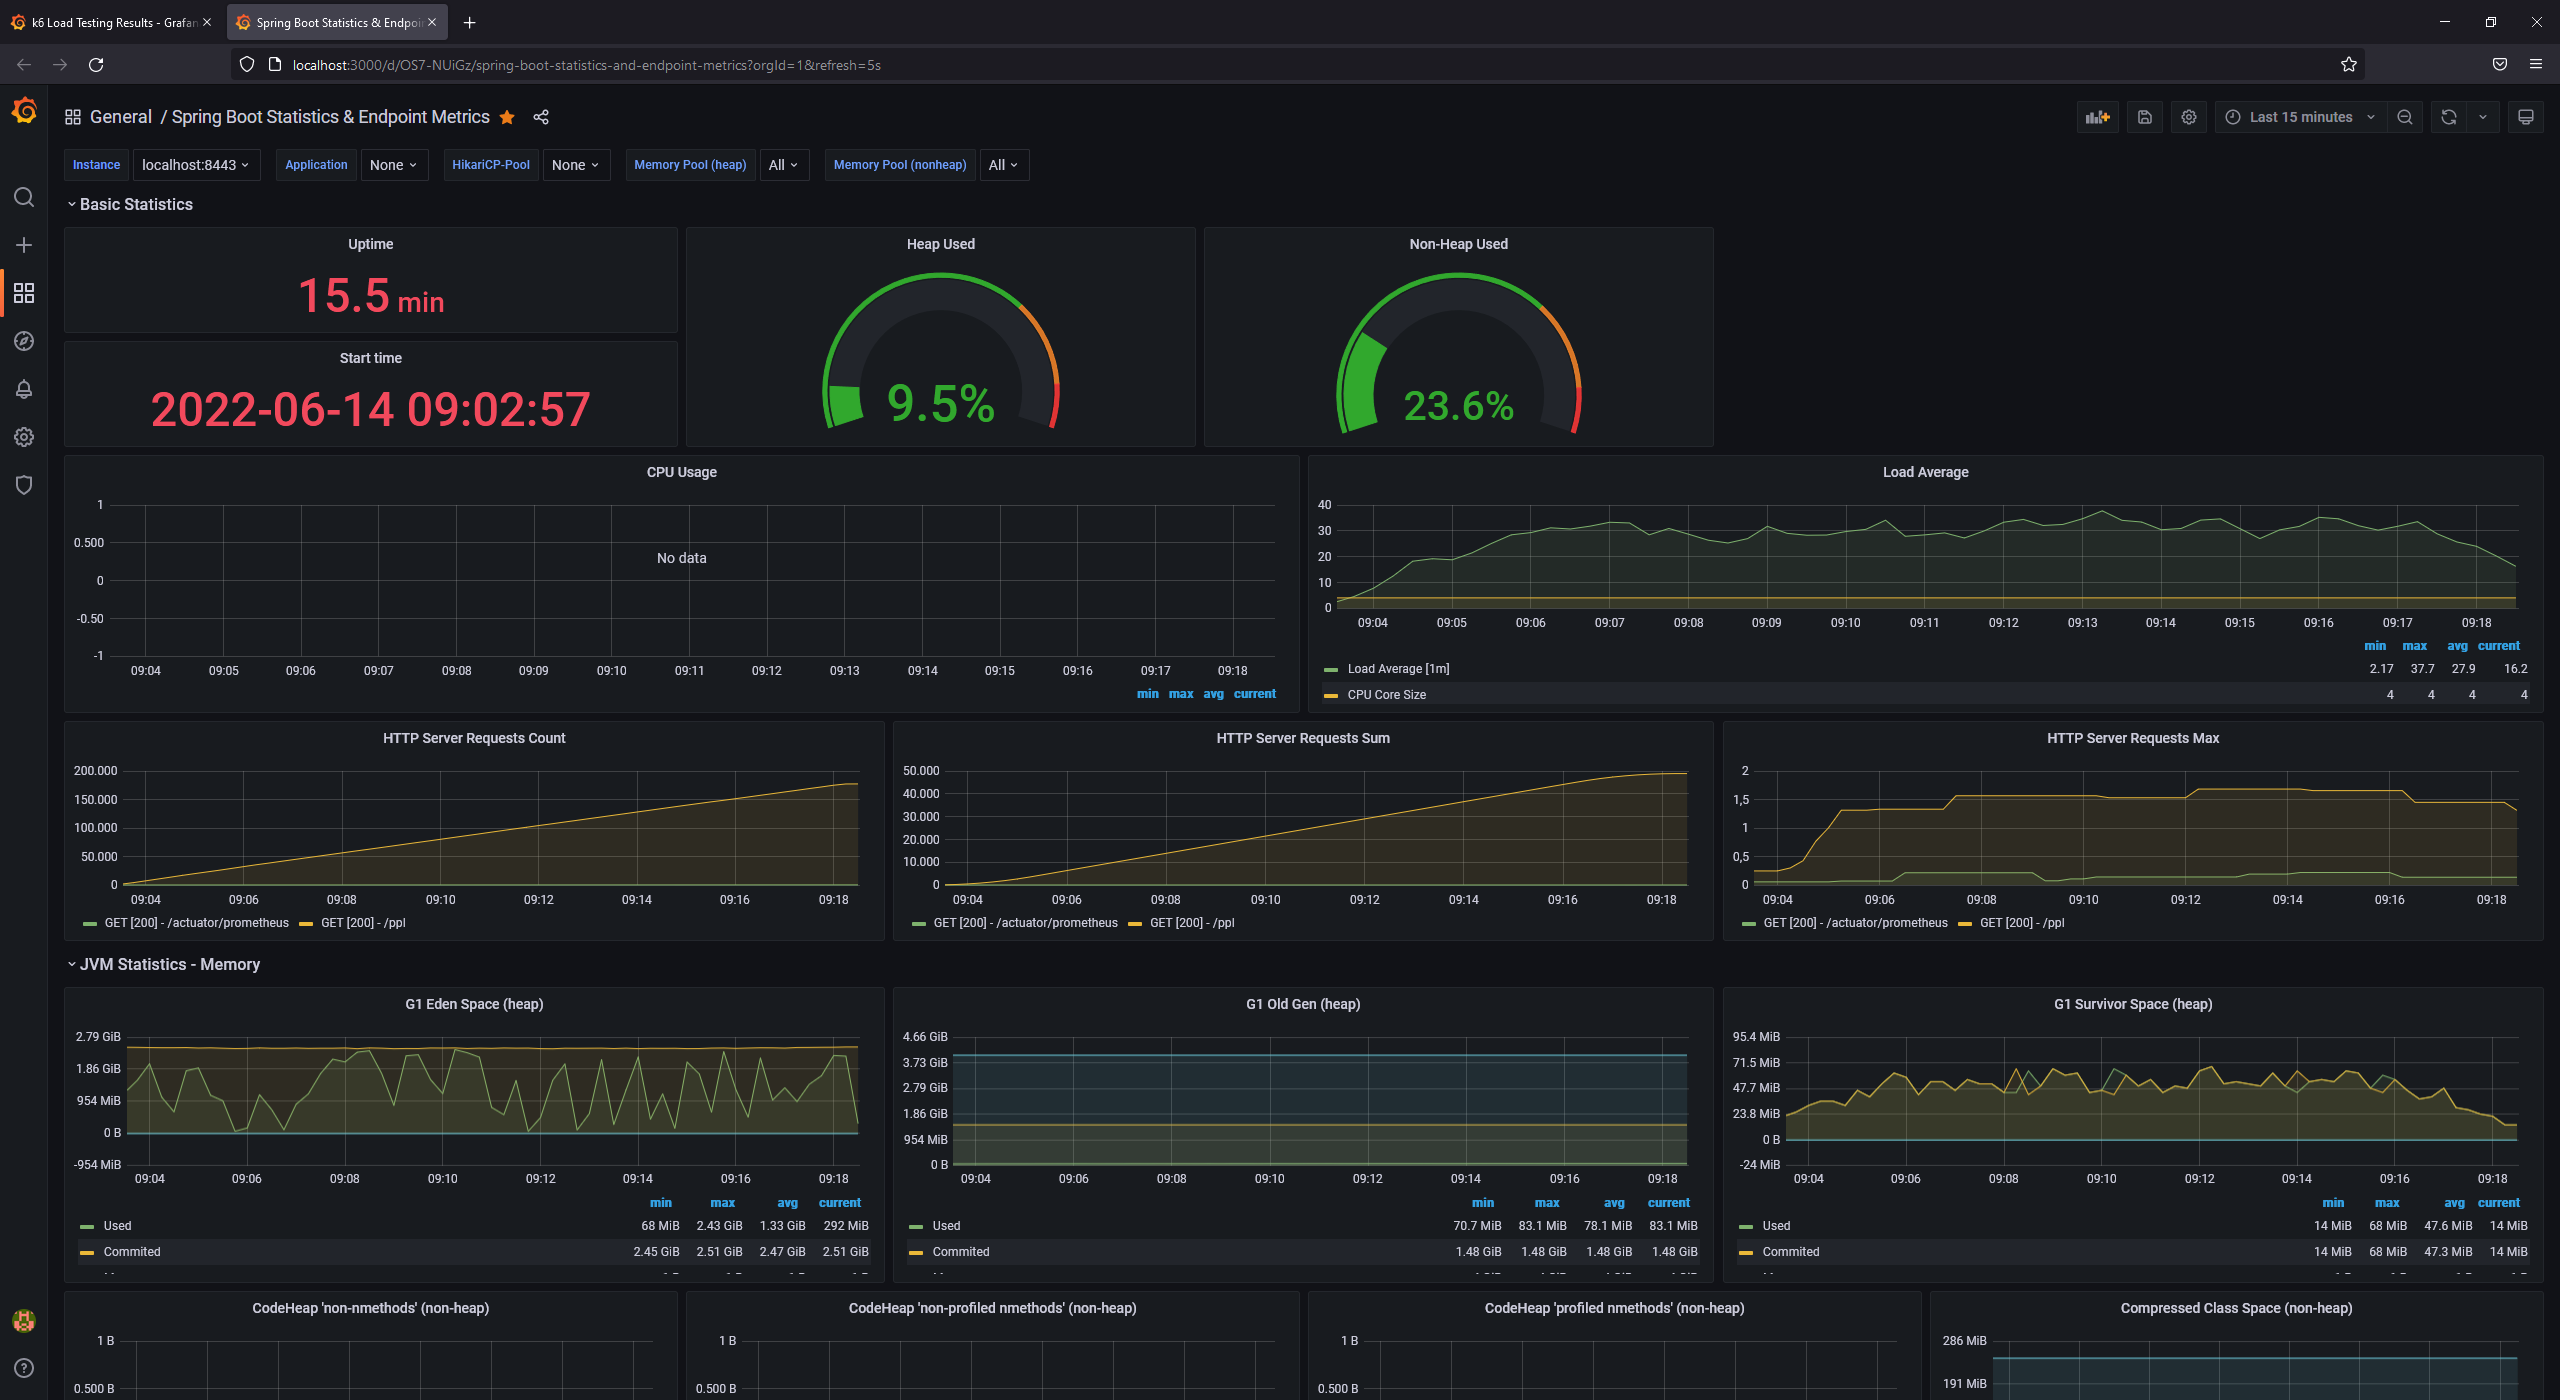 k6 Load Testing Results - Grafan
Spring Boot Statistics & Endpoi
localhost:3000/d/OS7-NUiGz/spring-boot-statistics-and-endpoint-metrics?orgId=1&refresh=5s
General / Spring Boot Statistics & Endpoint Metrics
Last 15 minutes
Instance localhost:8443 Application None HikariCP-Pool None Memory Pool (heap) All Memory Pool (nonheap) All
Basic Statistics
Uptime
15.5 min
Start time
2022-06-14 09:02:57
Heap Used
9.5%
Non-Heap Used
23.6%
CPU Usage
1
0.500
0
-0.50
-1
No data
09:04 09:05 09:06 09:07 09:08 09:09 09:10 09:11 09:12 09:13 09:14 09:15 09:16 09:17 09:18
min max avg current
Load Average
40
30
20
10
0
09:04 09:05 09:06 09:07 09:08 09:09 09:10 09:11 09:12 09:13 09:14 09:15 09:16 09:17 09:18
min max avg current
Load Average [1m] 2.17 37.7 27.9 16.2
CPU Core Size 4 4 4 4
HTTP Server Requests Count
200.000
150.000
100.000
50.000
0
09:04 09:06 09:08 09:10 09:12 09:14 09:16 09:18
GET [200] - /actuator/prometheus GET [200] - /ppl
HTTP Server Requests Sum
50.000
40.000
30.000
20.000
10.000
0
09:04 09:06 09:08 09:10 09:12 09:14 09:16 09:18
GET [200] - /actuator/prometheus GET [200] - /ppl
HTTP Server Requests Max
2
1,5
1
0,5
0
09:04 09:06 09:08 09:10 09:12 09:14 09:16 09:18
GET [200] - /actuator/prometheus GET [200] - /ppl
JVM Statistics - Memory
G1 Eden Space (heap)
2.79 GiB
1.86 GiB
954 MiB
0 B
-954 MiB
09:04 09:06 09:08 09:10 09:12 09:14 09:16 09:18
min max avg current
Used 68 MiB 2.43 GiB 1.33 GiB 292 MiB
Commited 2.45 GiB 2.51 GiB 2.47 GiB 2.51 GiB
G1 Old Gen (heap)
4.66 GiB
3.73 GiB
2.79 GiB
1.86 GiB
954 MiB
0 B
09:04 09:06 09:08 09:10 09:12 09:14 09:16 09:18
min max avg current
Used 70.7 MiB 83.1 MiB 78.1 MiB 83.1 MiB
Commited 1.48 GiB 1.48 GiB 1.48 GiB 1.48 GiB
G1 Survivor Space (heap)
95.4 MiB
71.5 MiB
47.7 MiB
23.8 MiB
0 B
-24 MiB
09:04 09:06 09:08 09:10 09:12 09:14 09:16 09:18
min max avg current
Used 14 MiB 68 MiB 47.6 MiB 14 MiB
Commited 14 MiB 68 MiB 47.3 MiB 14 MiB
CodeHeap 'non-nmethods' (non-heap)
1 B
0.500 B
CodeHeap 'non-profiled nmethods' (non-heap)
1 B
0.500 B
CodeHeap 'profiled nmethods' (non-heap)
1 B
0.500 B
Compressed Class Space (non-heap)
286 MiB
191 MiB